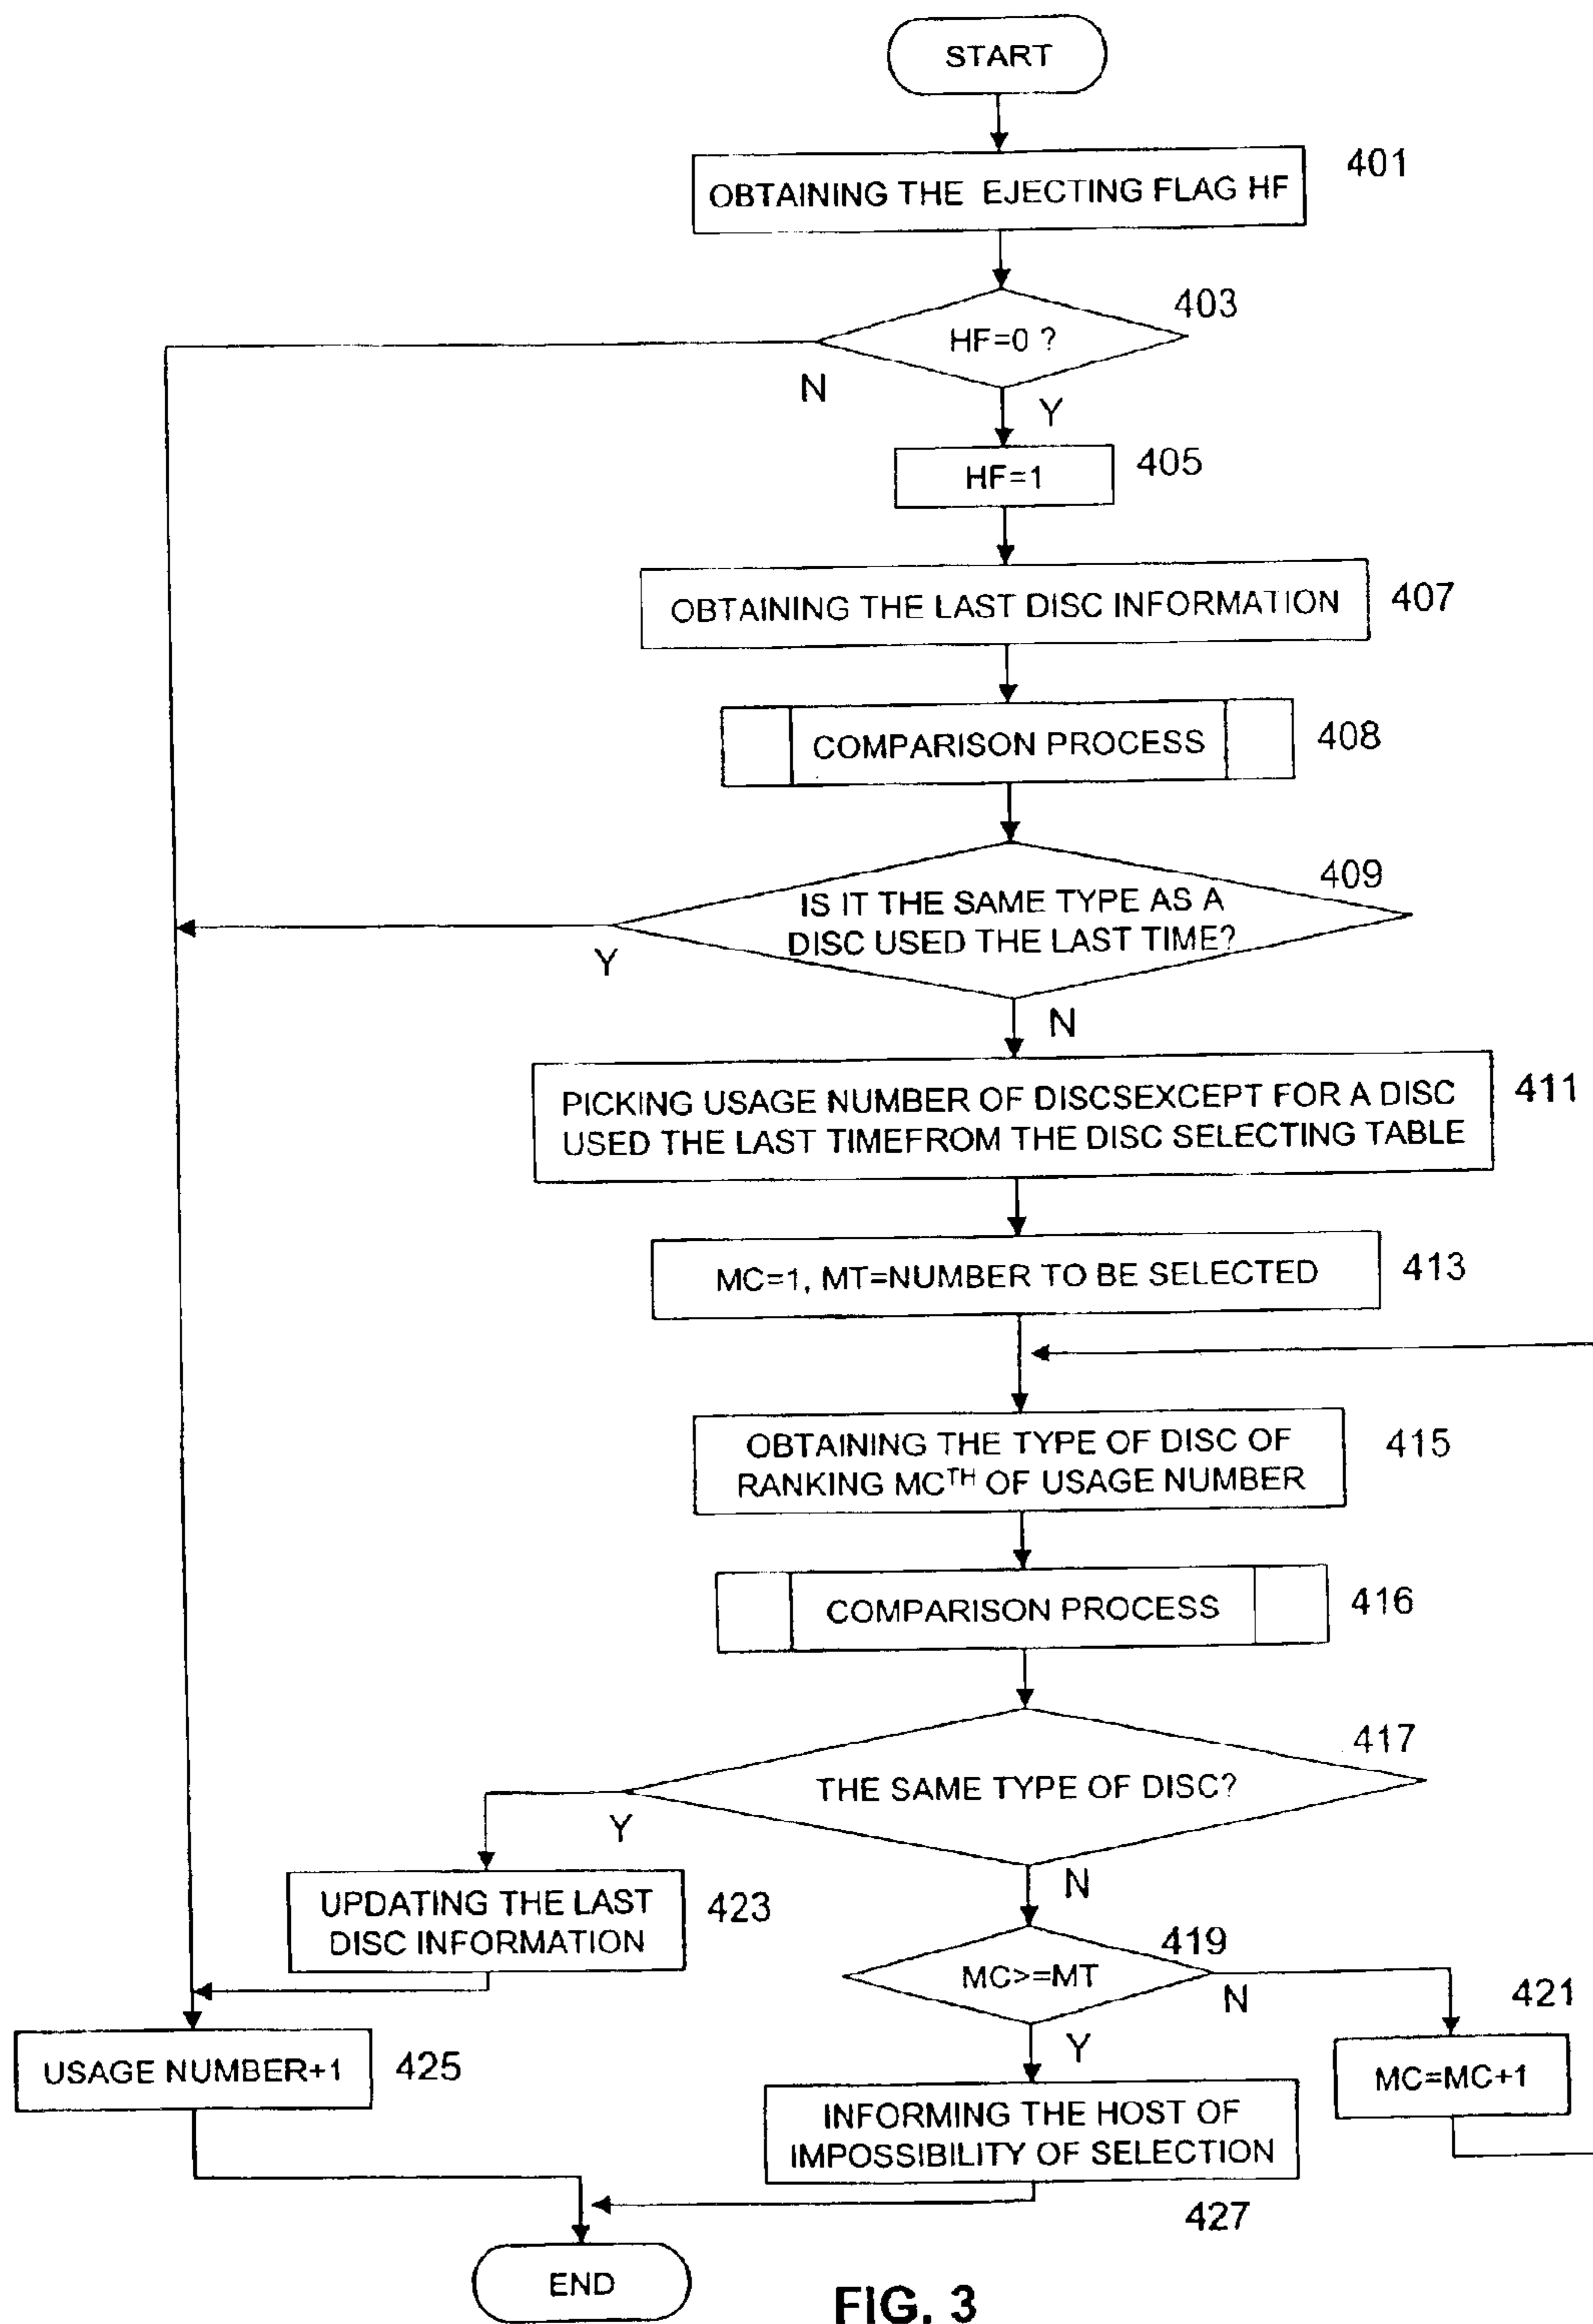 START
OBTAINING THE EJECTING FLAG HF
401
HF=0 ?
403
N
Y
HF=1
405
OBTAINING THE LAST DISC INFORMATION
407
COMPARISON PROCESS
408
IS IT THE SAME TYPE AS A
DISC USED THE LAST TIME?
409
Y
N
PICKING USAGE NUMBER OF DISCSEXCEPT FOR A DISC
USED THE LAST TIMEFROM THE DISC SELECTING TABLE
411
MC=1, MT=NUMBER TO BE SELECTED
413
OBTAINING THE TYPE OF DISC OF
RANKING MCTH OF USAGE NUMBER
415
COMPARISON PROCESS
416
THE SAME TYPE OF DISC?
417
Y
N
UPDATING THE LAST
DISC INFORMATION
423
MC>=MT
419
N
Y
421
MC=MC+1
USAGE NUMBER+1
425
INFORMING THE HOST OF
IMPOSSIBILITY OF SELECTION
427
END
FIG. 3